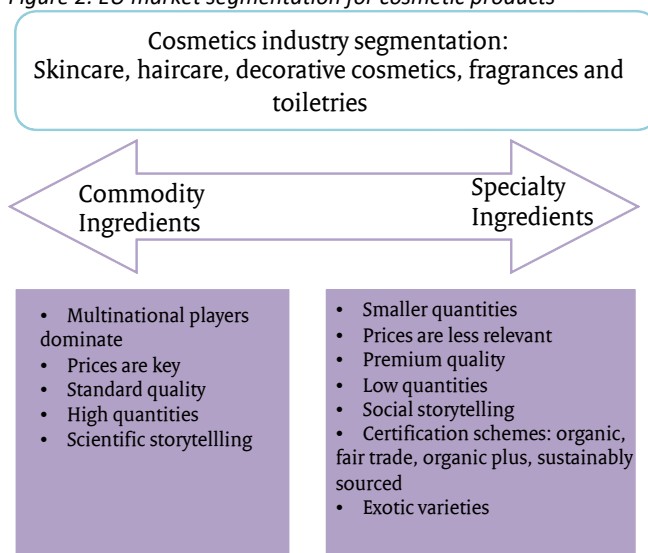 Figure 2: EU market segmentation for cosmetic products
Cosmetics industry segmentation:
Skincare, haircare, decorative cosmetics, fragrances and
toiletries
Commodity
Ingredients
Specialty
Ingredients
• Multinational players
dominate
• Prices are key
• Standard quality
• High quantities
• Scientific storytellling
• Smaller quantities
• Prices are less relevant
• Premium quality
• Low quantities
• Social storytelling
• Certification schemes: organic,
fair trade, organic plus, sustainably
sourced
• Exotic varieties